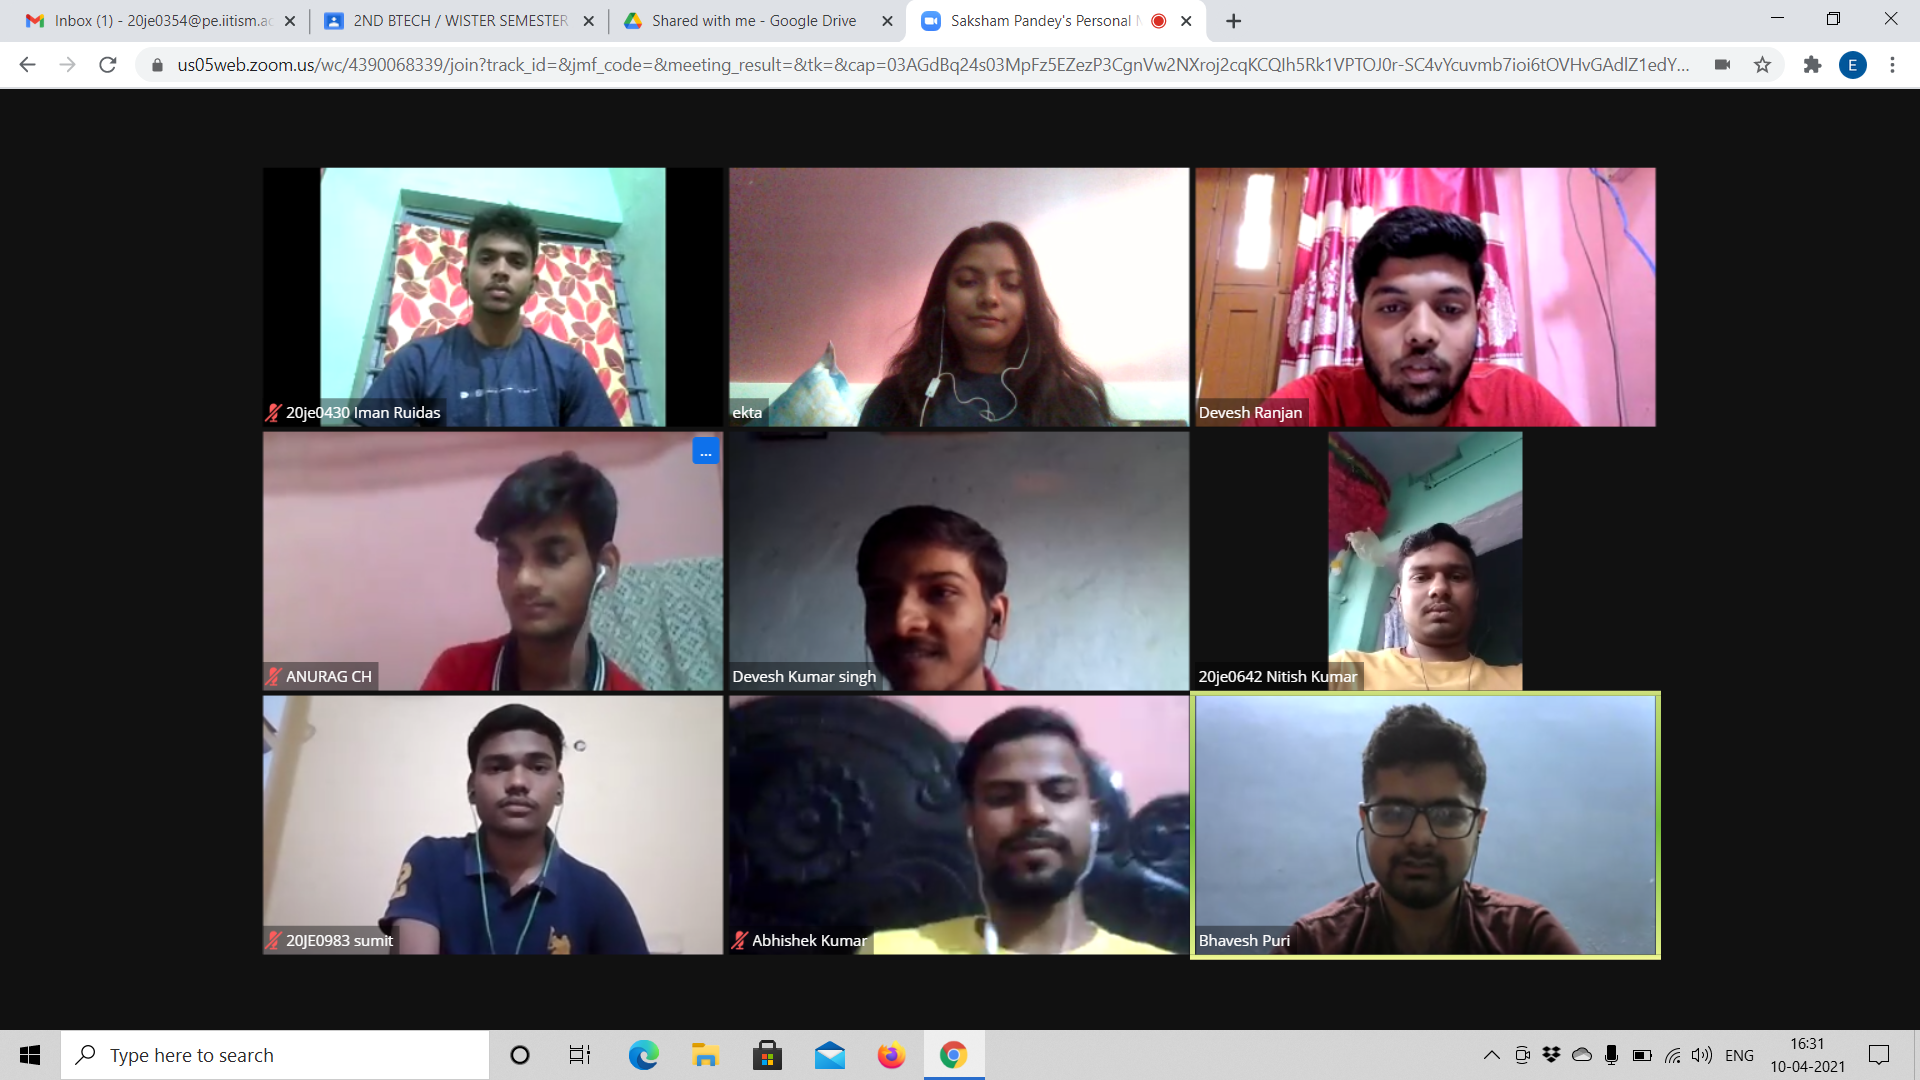 Inbox (1) - 20je0354@pe.iitism.ac
2ND BTECH / WISTER SEMESTER
Shared with me - Google Drive
Saksham Pandey's Personal M
us05web.zoom.us/wc/4390068339/join?track_id=&jmf_code=&meeting_result=&tk=&cap=03AGdBq24s03MpFz5EZezP3CgnVw2NXroj2cqKCQIh5Rk1VPTOJ0r-SC4vYcuvmb7ioi6tOVHvGAdlZ1edY...
E
20je0430 Iman Ruidas
ekta
Devesh Ranjan
...
ANURAG CH
Devesh Kumar singh
20je0642 Nitish Kumar
2
20JE0983 sumit
Abhishek Kumar
Bhavesh Puri
Type here to search
ENG
16:31
10-04-2021